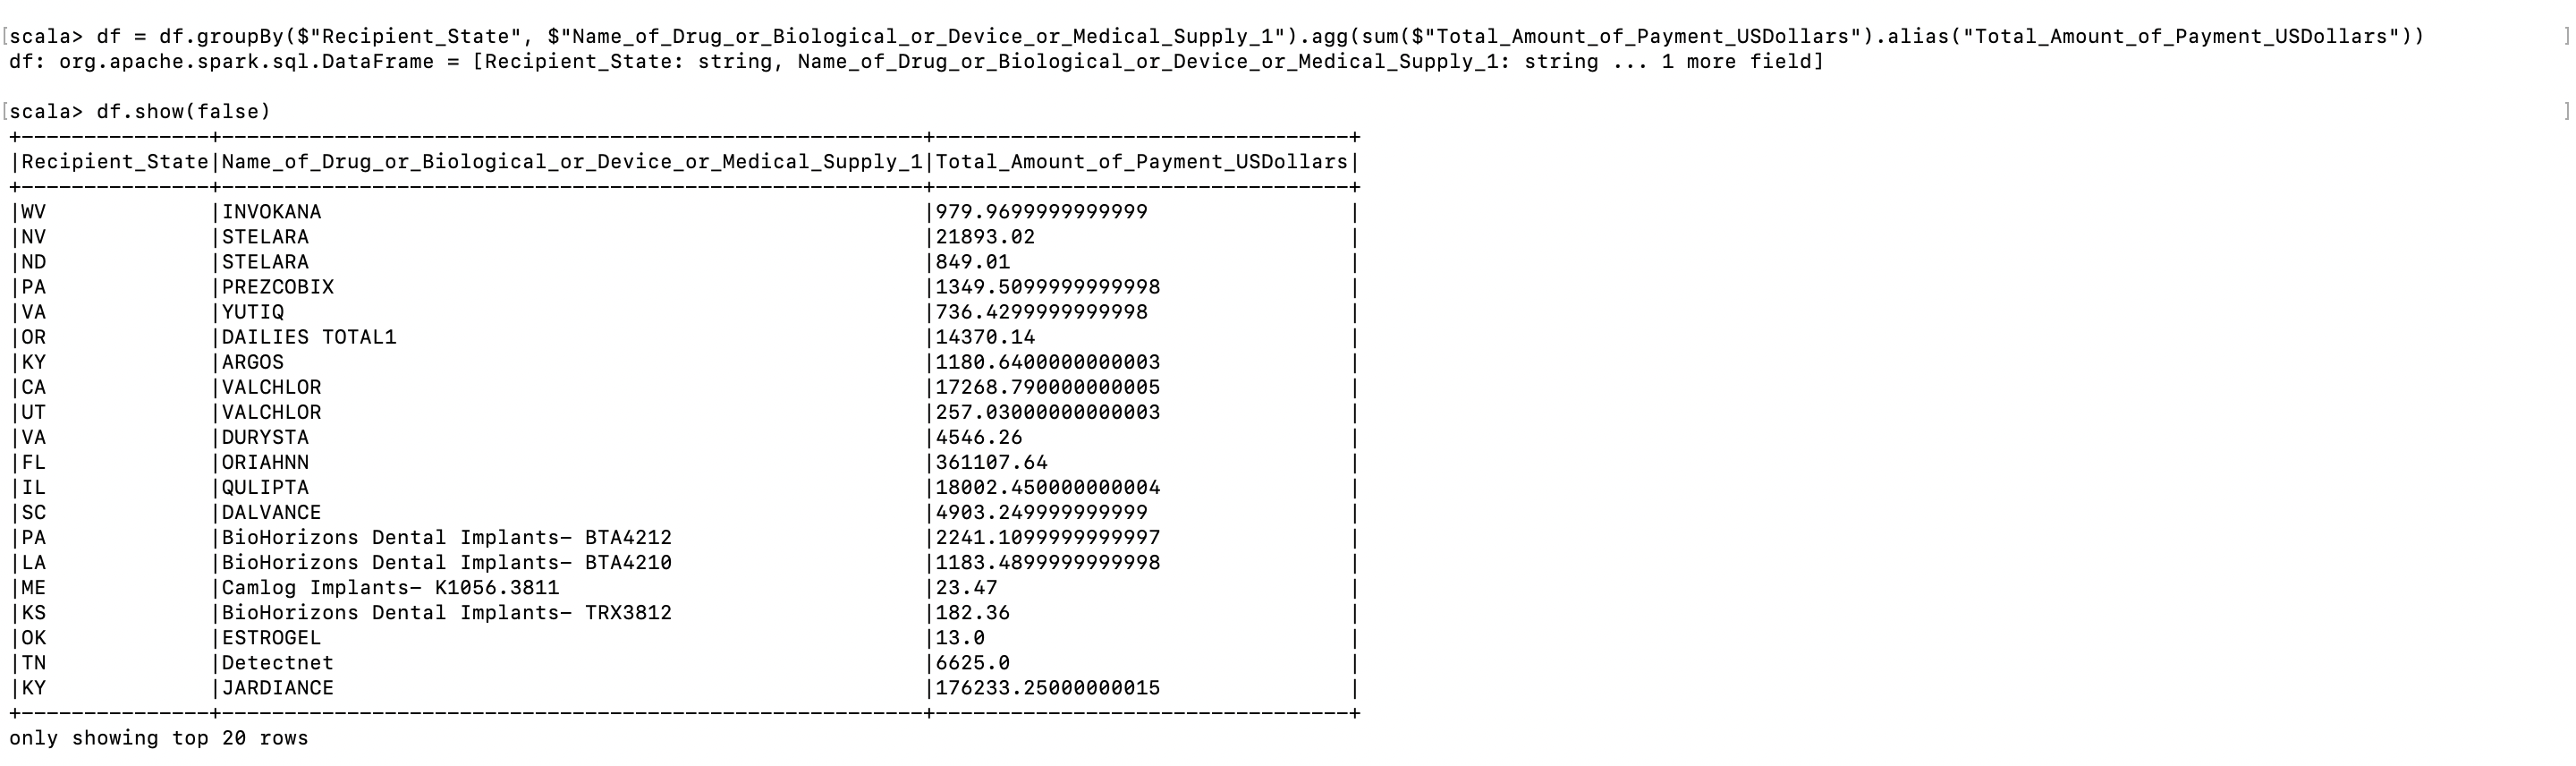 [scala> df = df.groupBy($"Recipient_State", $"Name_of_Drug_or_Biological_or_Device_or_Medical_Supply_1").agg(sum($"Total_Amount_of_Payment_USDollars").alias("Total_Amount_of_Payment_USDollars")) ]
df: org.apache.spark.sql.DataFrame = [Recipient_State: string, Name_of_Drug_or_Biological_or_Device_or_Medical_Supply_1: string ... 1 more field]
[scala> df.show(false) ]
+---------------+--------------------------------------------------------+---------------------------------+
|Recipient_State|Name_of_Drug_or_Biological_or_Device_or_Medical_Supply_1|Total_Amount_of_Payment_USDollars|
+---------------+--------------------------------------------------------+---------------------------------+
|WV             |INVOKANA                                                |979.9699999999999                |
|NV             |STELARA                                                 |21893.02                         |
|ND             |STELARA                                                 |849.01                           |
|PA             |PREZCOBIX                                               |1349.5099999999998               |
|VA             |YUTIQ                                                   |736.4299999999998                |
|OR             |DAILIES TOTAL1                                          |14370.14                         |
|KY             |ARGOS                                                   |1180.6400000000003               |
|CA             |VALCHLOR                                                |17268.790000000005               |
|UT             |VALCHLOR                                                |257.03000000000003               |
|VA             |DURYSTA                                                 |4546.26                          |
|FL             |ORIAHNN                                                 |361107.64                        |
|IL             |QULIPTA                                                 |18002.450000000004               |
|SC             |DALVANCE                                                |4903.249999999999                |
|PA             |BioHorizons Dental Implants- BTA4212                    |2241.1099999999997               |
|LA             |BioHorizons Dental Implants- BTA4210                    |1183.4899999999998               |
|ME             |Camlog Implants- K1056.3811                             |23.47                            |
|KS             |BioHorizons Dental Implants- TRX3812                    |182.36                           |
|OK             |ESTROGEL                                                |13.0                             |
|TN             |Detectnet                                               |6625.0                           |
|KY             |JARDIANCE                                               |176233.25000000015               |
+---------------+--------------------------------------------------------+---------------------------------+
only showing top 20 rows